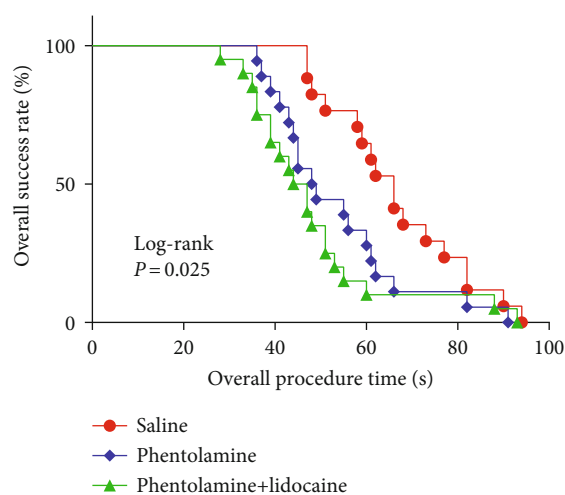 Overall success rate (%)
100
50
0
Log-rank
P = 0.025
0 20 40 60 80 100
Overall procedure time (s)
Saline
Phentolamine
Phentolamine+lidocaine